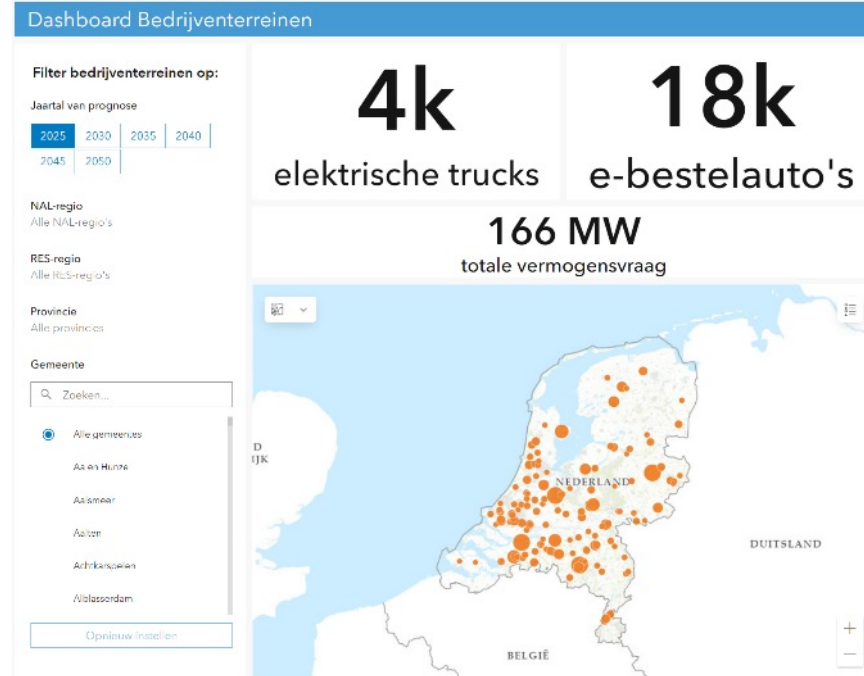 Dashboard Bedrijventerreinen
Filter bedrijventerreinen op:
Jaartal van prognose
2025 2030 2035 2040
2045 2050
NAL-regio
Alle NAL-regio's
RES-regio
Alle RES-regio's
Provincie
Alle provincies
Gemeente
Zoeken...
Alle gemeentes
Aa en Hunze
Aalsmeer
Aalten
Achtkarspelen
Alblasserdam
Opnieuw instellen
4k
elektrische trucks
18k
e-bestelauto's
166 MW
totale vermogensvraag
D
IJK
NEDERLAND
DUITSLAND
BELGIË